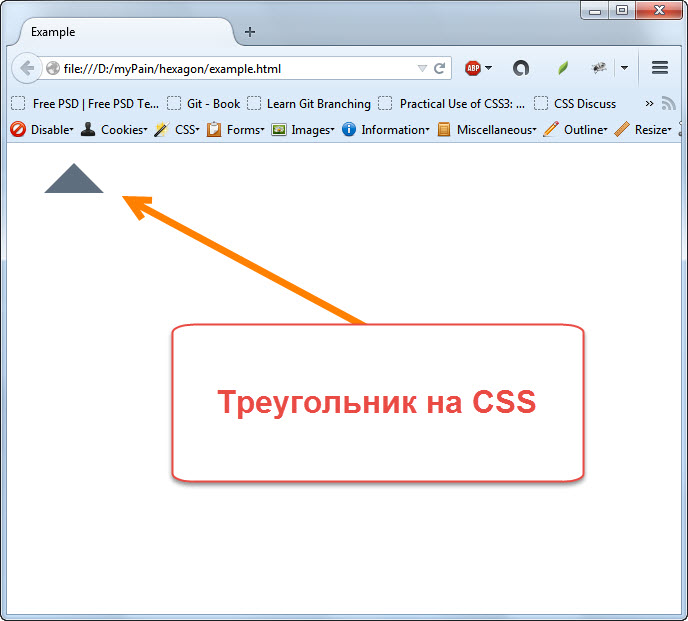 Example
file:///D:/myPain/hexagon/example.html
ABP
Free PSD | Free PSD Te... Git - Book Learn Git Branching Practical Use of CSS3: ... CSS Discuss »
Disable Cookies CSS Forms Images Information Miscellaneous Outline Resize
Треугольник на CSS